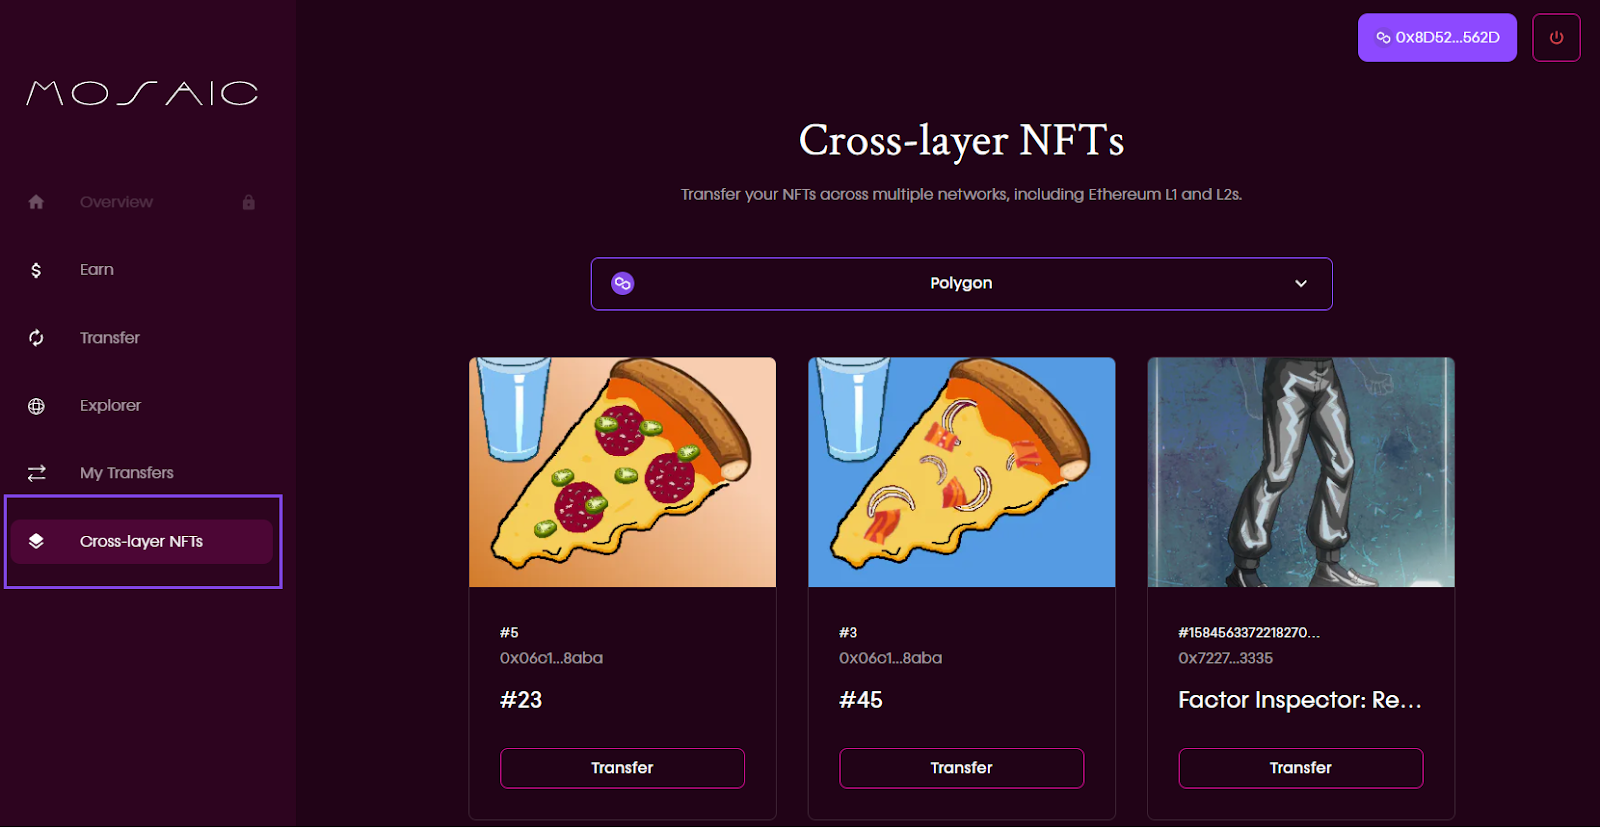 MOSAIC
Overview
Earn
Transfer
Explorer
My Transfers
Cross-layer NFTs
0x8D52...562D
Cross-layer NFTs
Transfer your NFTs across multiple networks, including Ethereum L1 and L2s.
Polygon
#5
0x06c1...8aba
#23
Transfer
#3
0x06c1...8aba
#45
Transfer
#1584563372218270...
0x7227...3335
Factor Inspector: Re...
Transfer